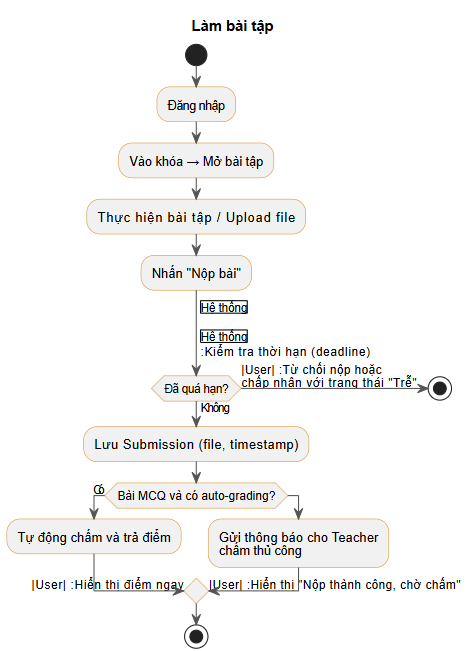 Làm bài tập
Đăng nhập
Vào khóa → Mở bài tập
Thực hiện bài tập / Upload file
Nhấn "Nộp bài"
Hệ thống
Hệ thống
:Kiểm tra thời hạn (deadline)
|User| :Từ chối nộp hoặc
chấp nhận với trạng thái "Trễ"
Đã quá hạn?
Không
Lưu Submission (file, timestamp)
Có
Bài MCQ và có auto-grading?
Tự động chấm và trả điểm
Gửi thông báo cho Teacher
chấm thủ công
|User| :Hiển thị điểm ngay
|User| :Hiển thị "Nộp thành công, chờ chấm"